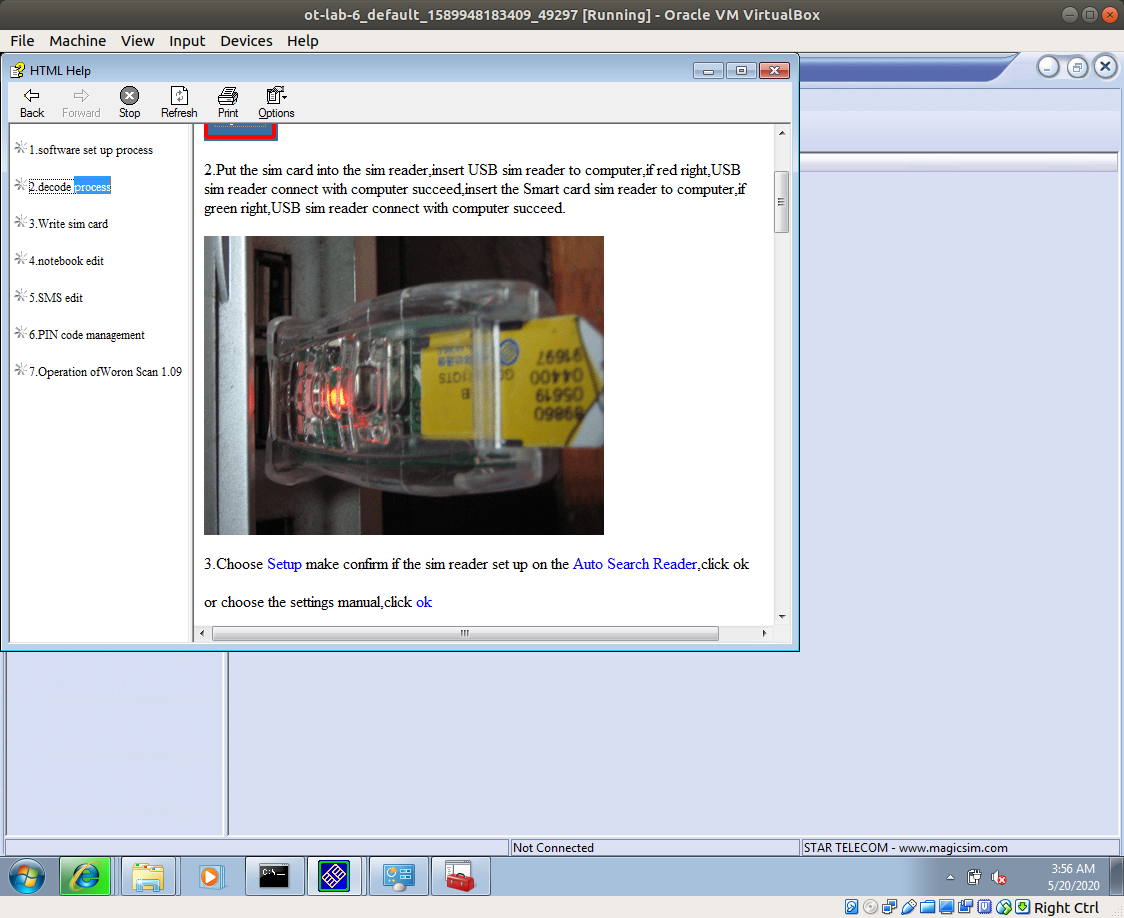 ot-lab-6_default_1589948183409_49297 [Running] - Oracle VM VirtualBox
File Machine View Input Devices Help
HTML Help
Back Forward Stop Refresh Print Options
1.software set up process
2.decode process
3.Write sim card
4.notebook edit
5.SMS edit
6.PIN code management
7.Operation ofWoron Scan 1.09
2.Put the sim card into the sim reader,insert USB sim reader to computer,if red right,USB
sim reader connect with computer succeed,insert the Smart card sim reader to computer,if
green right,USB sim reader connect with computer succeed.
91697
04400
05619
89860
3.Choose Setup make confirm if the sim reader set up on the Auto Search Reader,click ok
or choose the settings manual,click ok
Not Connected
STAR TELECOM - www.magicsim.com
C:\-
3:56 AM
5/20/2020
Right Ctrl